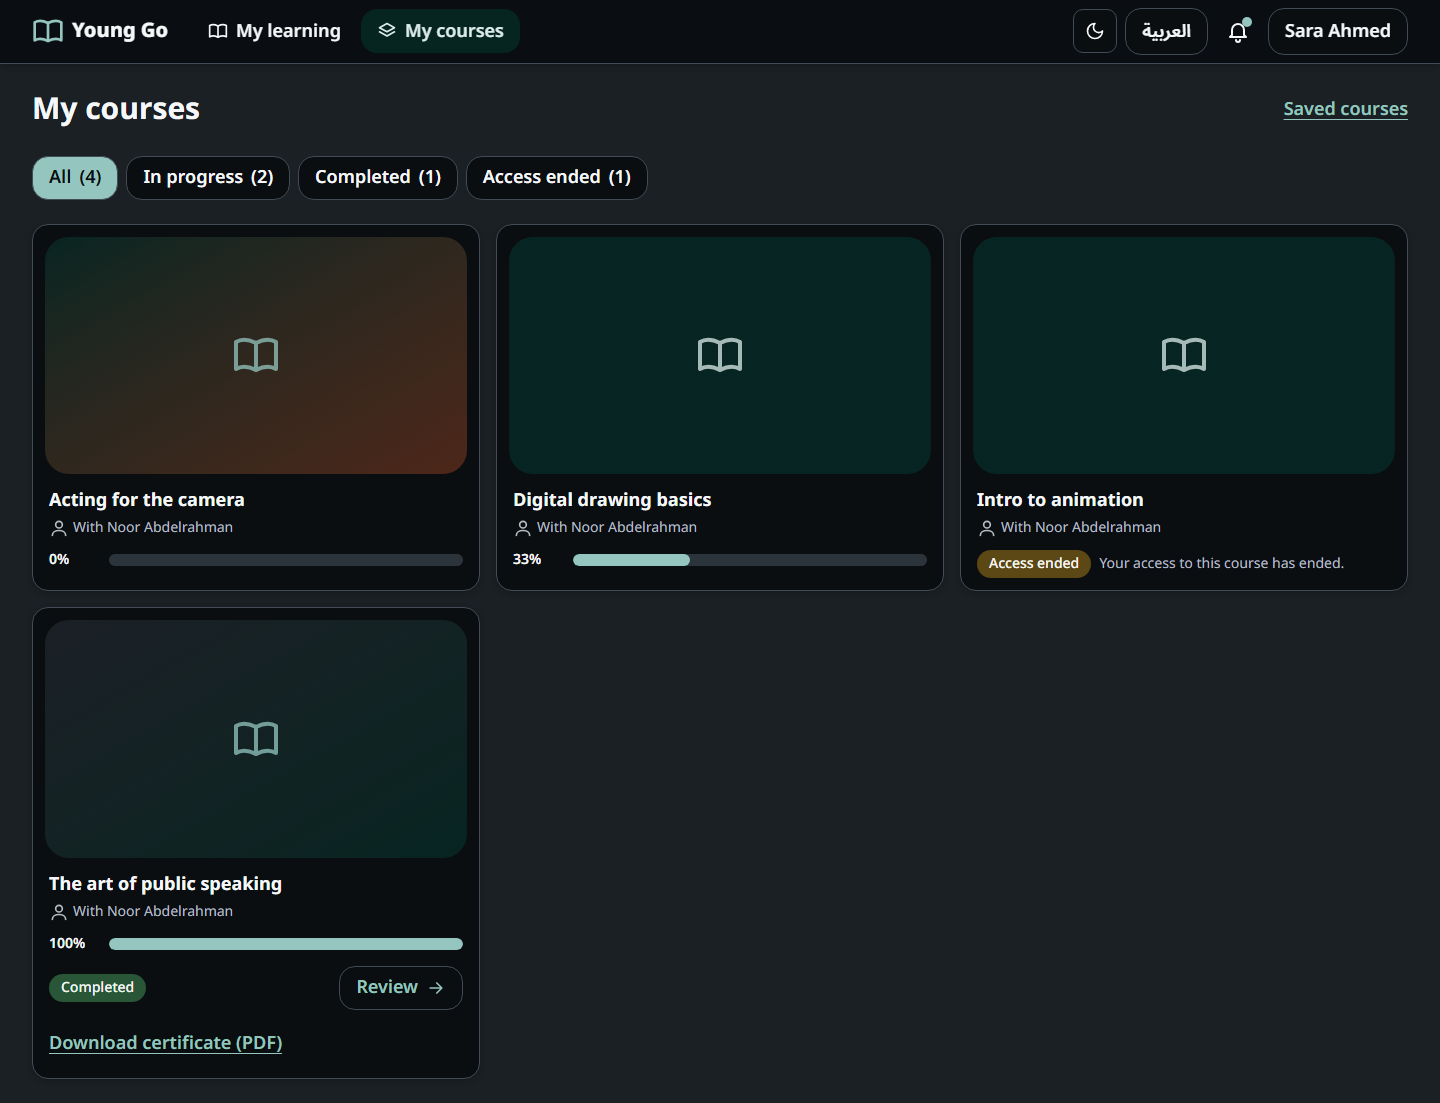 Young Go
My learning
My courses
العربية
Sara Ahmed
My courses
Saved courses
All (4)
In progress (2)
Completed (1)
Access ended (1)
Acting for the camera
With Noor Abdelrahman
0%
Digital drawing basics
With Noor Abdelrahman
33%
Intro to animation
With Noor Abdelrahman
Access ended Your access to this course has ended.
The art of public speaking
With Noor Abdelrahman
100%
Completed
Review →
Download certificate (PDF)